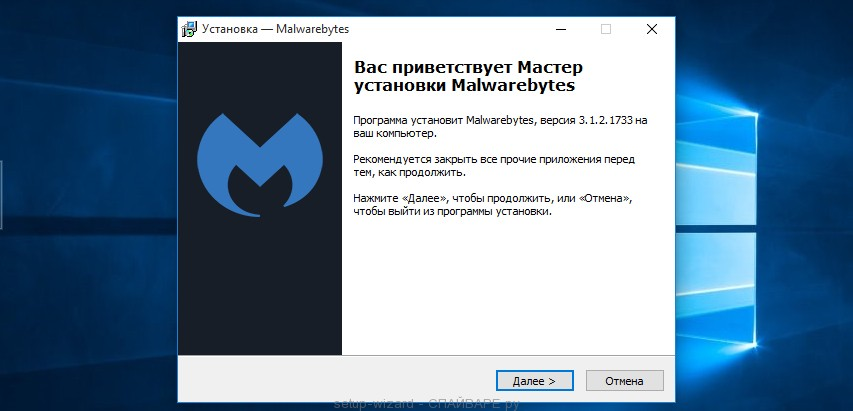 Установка — Malwarebytes
Вас приветствует Мастер
установки Malwarebytes
Программа установит Malwarebytes, версия 3.1.2.1733 на
ваш компьютер.
Рекомендуется закрыть все прочие приложения перед
тем, как продолжить.
Нажмите «Далее», чтобы продолжить, или «Отмена»,
чтобы выйти из программы установки.
Далее >
Отмена
setup-wizard - СПАЙВАРЕ ру